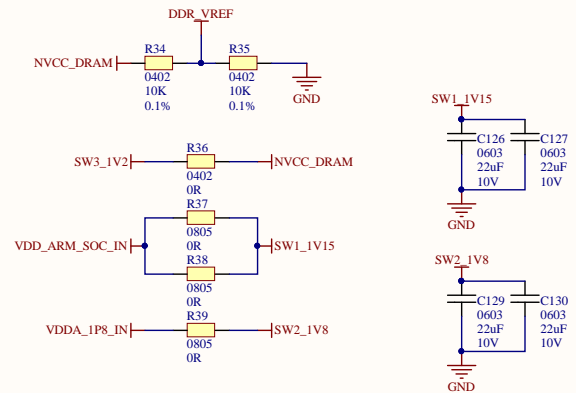 DDR_VREF
NVCC_DRAM
R34
0402
10K
0.1%
R35
0402
10K
0.1%
GND
SW3_1V2
R36
0402
0R
NVCC_DRAM
VDD_ARM_SOC_IN
R37
0805
0R
R38
0805
0R
SW1_1V15
VDDA_1P8_IN
R39
0805
0R
SW2_1V8
SW1_1V15
C126
0603
22uF
10V
C127
0603
22uF
10V
GND
SW2_1V8
C129
0603
22uF
10V
C130
0603
22uF
10V
GND